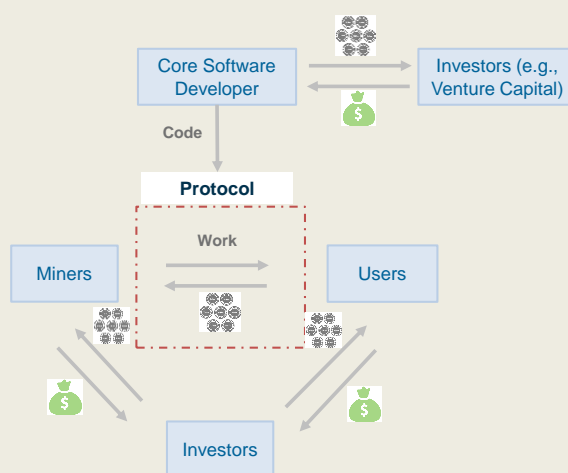 Core Software
Developer
Investors (e.g.,
Venture Capital)
Code
Protocol
Work
Miners
Users
Investors
$
$
$